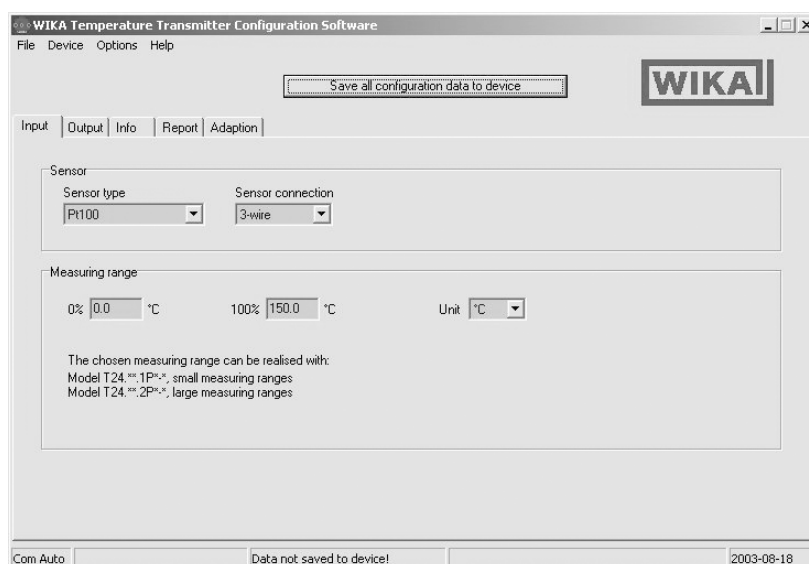 WIKA Temperature Transmitter Configuration Software
File Device Options Help
Save all configuration data to device
WIKA
Input Output Info Report Adaption
Sensor
Sensor type Sensor connection
Pt100 3-wire
Measuring range
0% 0.0 °C 100% 150.0 °C Unit °C
The chosen measuring range can be realised with:
Model T24.**.1P*-*, small measuring ranges
Model T24.**.2P*-*, large measuring ranges
Com Auto Data not saved to device! 2003-08-18